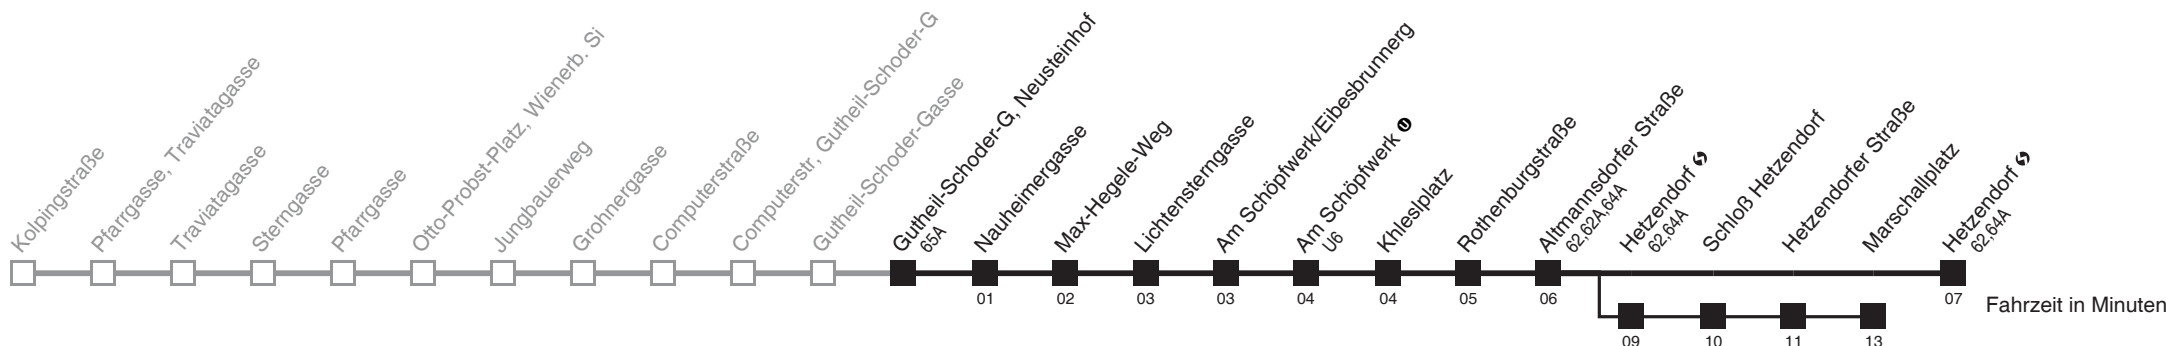 Kolpingstraße
Pfarrgasse, Traviatagasse
Traviatagasse
Sterngasse
Pfarrgasse
Otto-Probst-Platz, Wienerb. Si
Jungbauerweg
Grohnergasse
Computerstraße
Computerstr, Gutheil-Schoder-G
Gutheil-Schoder-Gasse
Gutheil-Schoder-G, Neusteinhof
65A
Nauheimergasse
Max-Hegele-Weg
Lichtensterngasse
Am Schöpfwerk/Eibesbrunnerg
Am Schöpfwerk U
U6
Khleslplatz
Rothenburgstraße
Altmannsdorfer Straße
62,62A,64A
Hetzendorf S
62,64A
Schloß Hetzendorf
Hetzendorfer Straße
Marschallplatz
Hetzendorf S
62,64A
01 02 03 03 04 04 05 06 07
Fahrzeit in Minuten
09 10 11 13